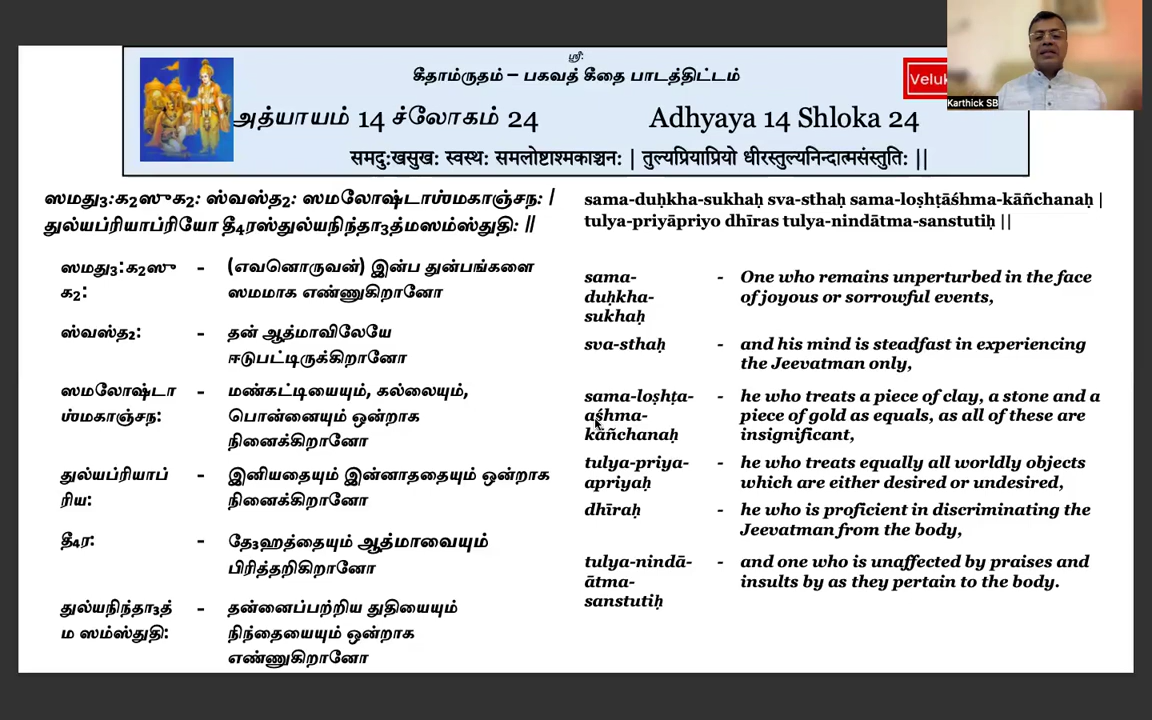 ஸ்ரீ:
கீதாம்ருதம் – பகவத் கீதை பாடத்திட்டம்
அத்யாயம் 14 ச்லோகம் 24
Adhyaya 14 Shloka 24
समदुःखसुखः स्वस्थः समलोष्टाश्मकाञ्चनः | तुल्यप्रियाप्रियो धीरस्तुल्यनिन्दात्मसंस्तुतिः ||
Veluk
Karthick SB
ஸமது₃:க₂ஸுக₂: ஸ்வஸ்த₂: ஸமலோஷ்டாஶ்மகாஞ்சந: |
துல்யப்ரியாப்ரியோ தீ₄ரஸ்துல்யநிந்தா₃த்மஸம்ஸ்துதி: ||
ஸமது₃:க₂ஸு - (எவனொருவன்) இன்ப துன்பங்களை
க₂: ஸமமாக எண்ணுகிறானோ
ஸ்வஸ்த₂: - தன் ஆத்மாவிலேயே
ஈடுபட்டிருக்கிறானோ
ஸமலோஷ்டா - மண்கட்டியையும், கல்லையும்,
ஶ்மகாஞ்சந: பொன்னையும் ஒன்றாக
நினைக்கிறானோ
துல்யப்ரியாப் - இனியதையும் இன்னாததையும் ஒன்றாக
ரிய: நினைக்கிறானோ
தீ₄ர: - தே₃ஹத்தையும் ஆத்மாவையும்
பிரித்தறிகிறானோ
துல்யநிந்தா₃த் - தன்னைப்பற்றிய துதியையும்
ம ஸம்ஸ்துதி: நிந்தையையும் ஒன்றாக
எண்ணுகிறானோ
sama-duḥkha-sukhaḥ sva-sthaḥ sama-loṣhṭāśhma-kāñchanaḥ |
tulya-priyāpriyo dhīras tulya-nindātma-sanstutiḥ ||
sama- - One who remains unperturbed in the face
duḥkha- of joyous or sorrowful events,
sukhaḥ
sva-sthaḥ - and his mind is steadfast in experiencing
the Jeevatman only,
sama-loṣhṭa- - he who treats a piece of clay, a stone and a
aśhma- piece of gold as equals, as all of these are
kāñchanaḥ insignificant,
tulya-priya- - he who treats equally all worldly objects
apriyaḥ which are either desired or undesired,
dhīraḥ - he who is proficient in discriminating the
Jeevatman from the body,
tulya-nindā- - and one who is unaffected by praises and
ātma- insults by as they pertain to the body.
sanstutiḥ